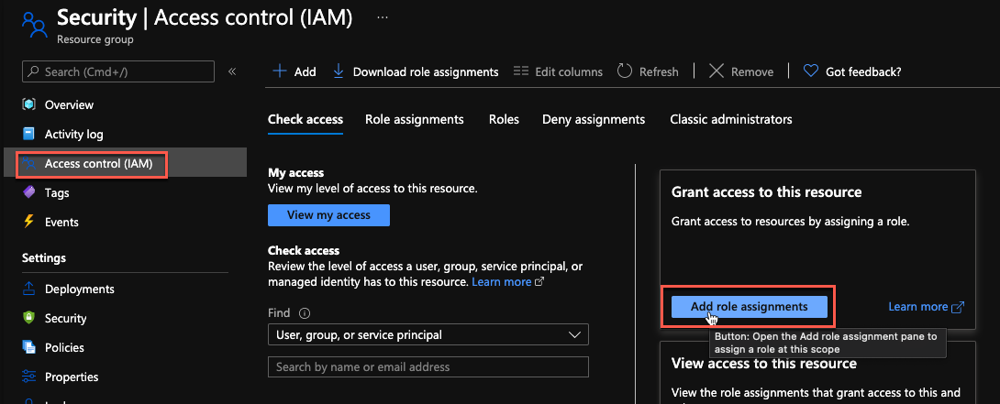 Security | Access control (IAM) ...
Resource group
Search (Cmd+/)
«
Overview
Activity log
Access control (IAM)
Tags
Events
Settings
Deployments
Security
Policies
Properties
Add
Download role assignments
Edit columns
Refresh
Remove
Got feedback?
Check access
Role assignments
Roles
Deny assignments
Classic administrators
My access
View my level of access to this resource.
View my access
Check access
Review the level of access a user, group, service principal, or
managed identity has to this resource. Learn more
Find
User, group, or service principal
Search by name or email address
Grant access to this resource
Grant access to resources by assigning a role.
Add role assignments
Learn more
Button: Open the Add role assignment pane to
assign a role at this scope
View access to this resource
View the role assignments that grant access to this and